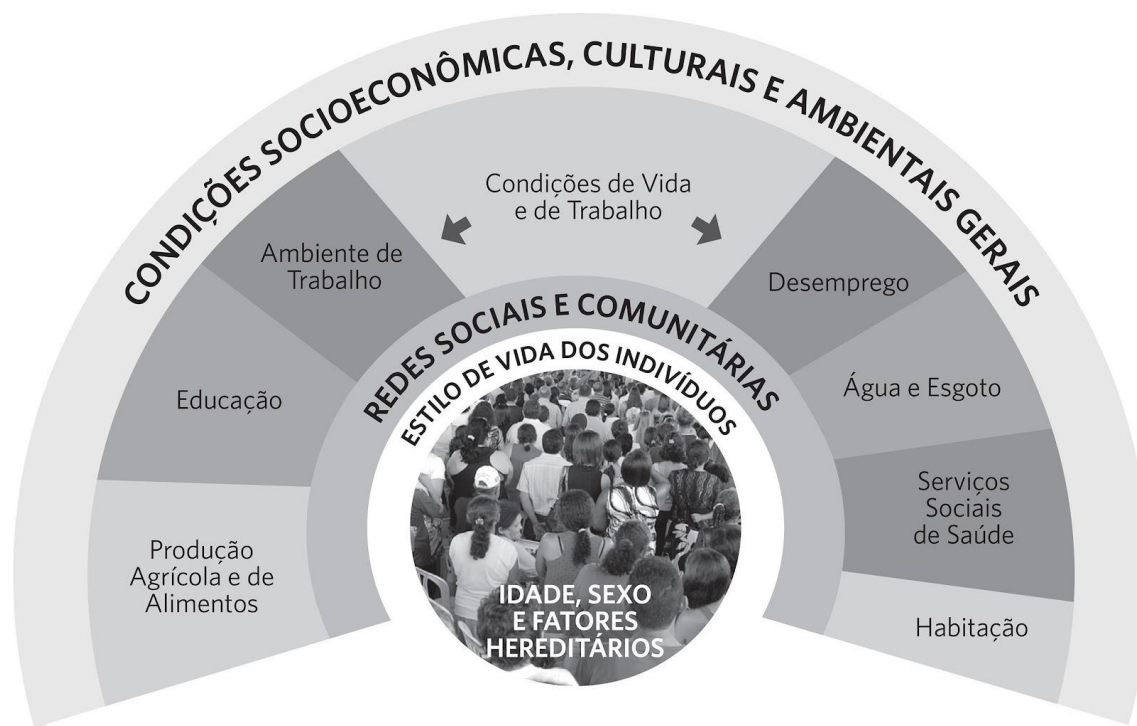 CONDIÇÕES SOCIOECONÔMICAS, CULTURAIS E AMBIENTAIS GERAIS
Condições de Vida
e de Trabalho
Ambiente de
Trabalho
Desemprego
Educação
Água e Esgoto
Produção
Agrícola e de
Alimentos
Serviços
Sociais
de Saúde
Habitação
REDES SOCIAIS E COMUNITÁRIAS
ESTILO DE VIDA DOS INDIVÍDUOS
IDADE, SEXO
E FATORES
HEREDITÁRIOS